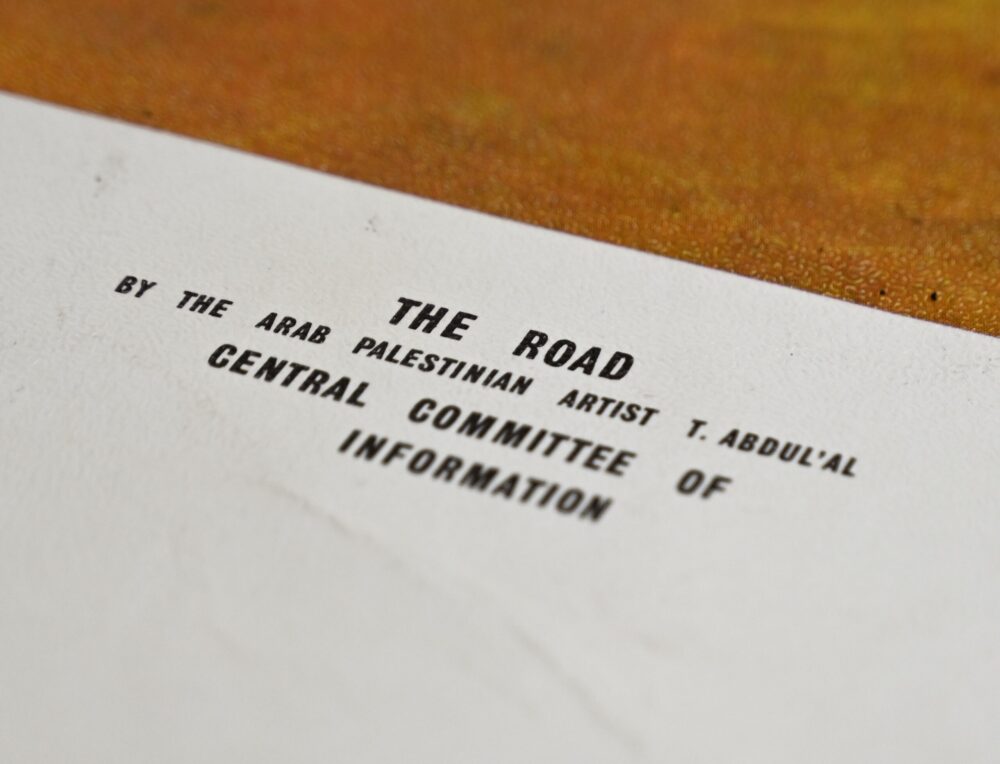 THE ROAD
BY THE ARAB PALESTINIAN ARTIST T. ABDUL'AL
CENTRAL COMMITTEE OF
INFORMATION